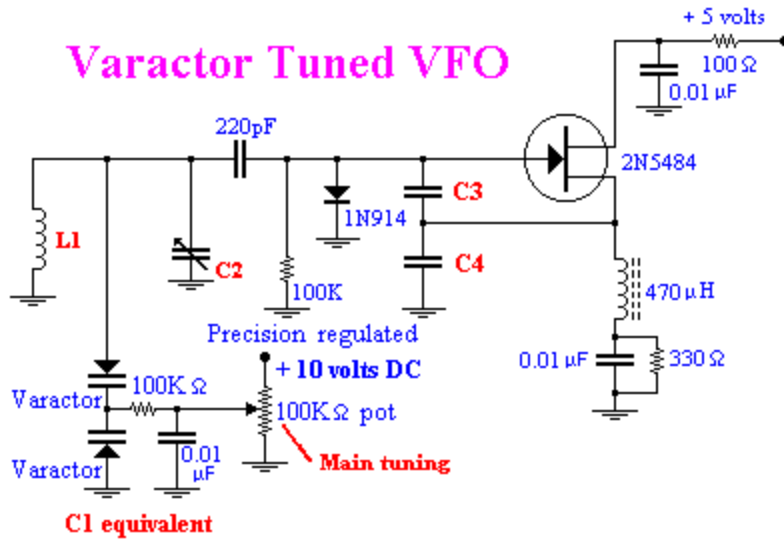 Varactor Tuned VFO
+ 5 volts
100 Ω
0.01 µF
220pF
2N5484
L1
C2
100K
1N914
C3
C4
470 µH
0.01 µF
330 Ω
Precision regulated
+ 10 volts DC
Varactor
100K Ω
100K Ω pot
Varactor
0.01
µF
Main tuning
C1 equivalent